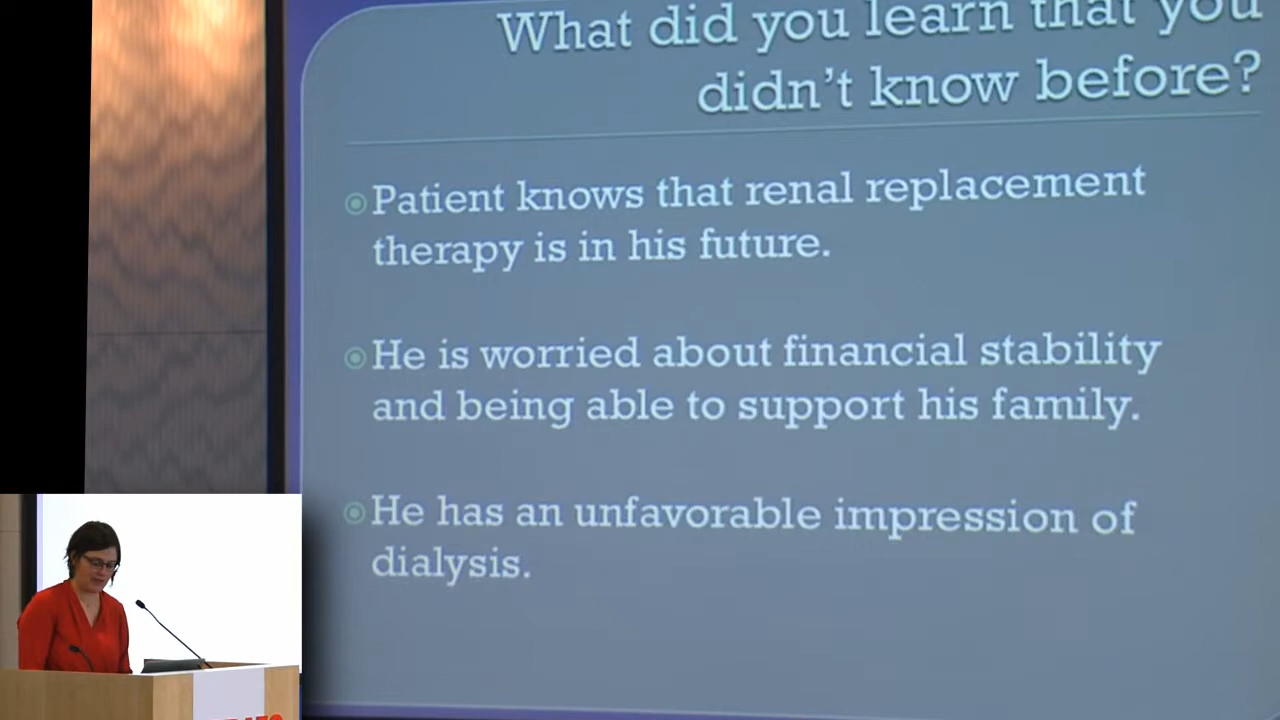 What did you learn that you
didn't know before?
Patient knows that renal replacement
therapy is in his future.
He is worried about financial stability
and being able to support his family.
He has an unfavorable impression of
dialysis.